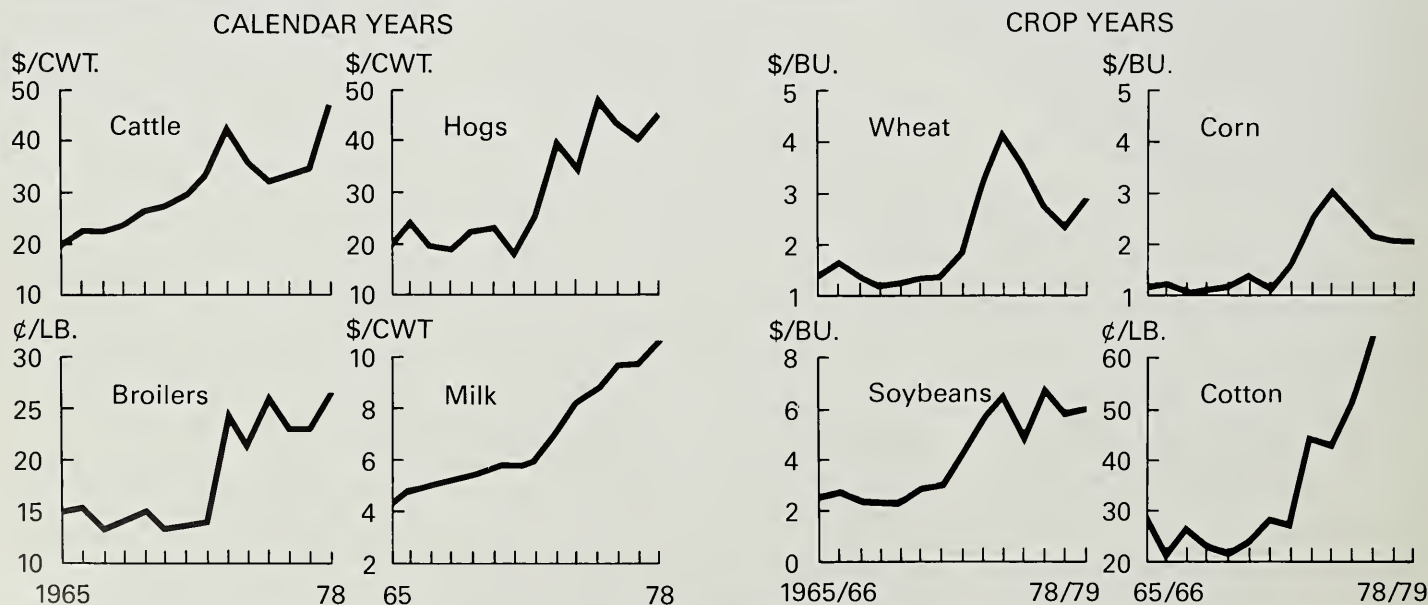 CALENDAR YEARS
CROP YEARS
$/CWT.
50
40
30
20
10
Cattle
$/CWT.
50
40
30
20
10
Hogs
$/BU.
5
4
3
2
1
Wheat
$/BU.
5
4
3
2
1
Corn
¢/LB.
30
25
20
15
10
Broilers
1965
78
$/CWT
10
8
6
4
2
Milk
65
78
$/BU.
8
6
4
2
0
Soybeans
1965/66
78/79
¢/LB.
60
50
40
30
20
Cotton
65/66
78/79